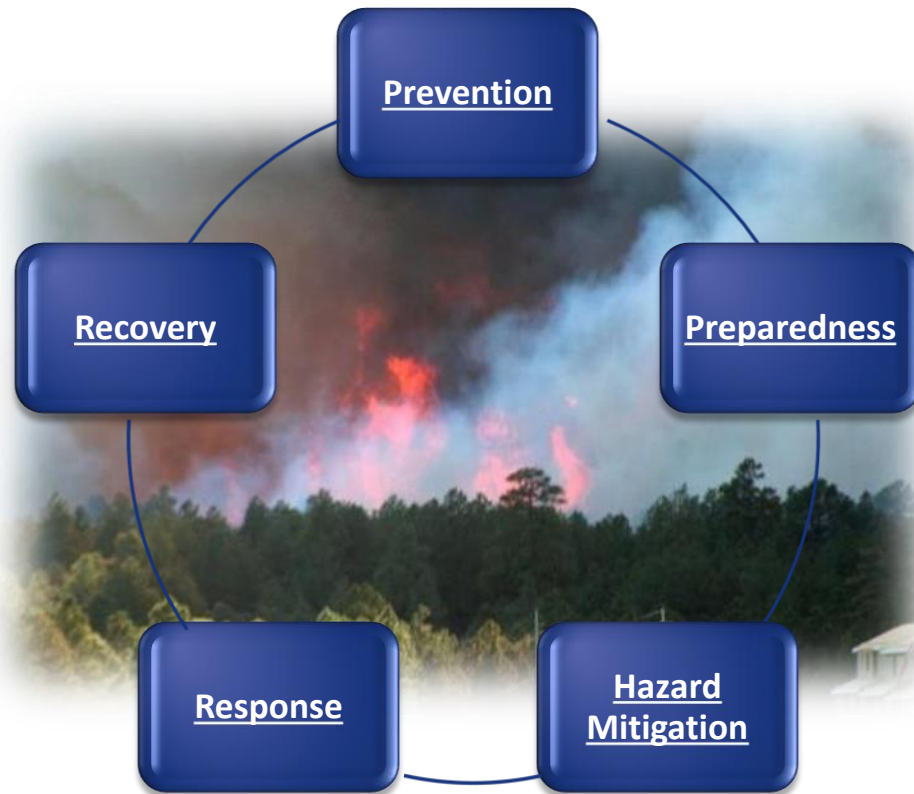 Prevention
Preparedness
Hazard
Mitigation
Response
Recovery